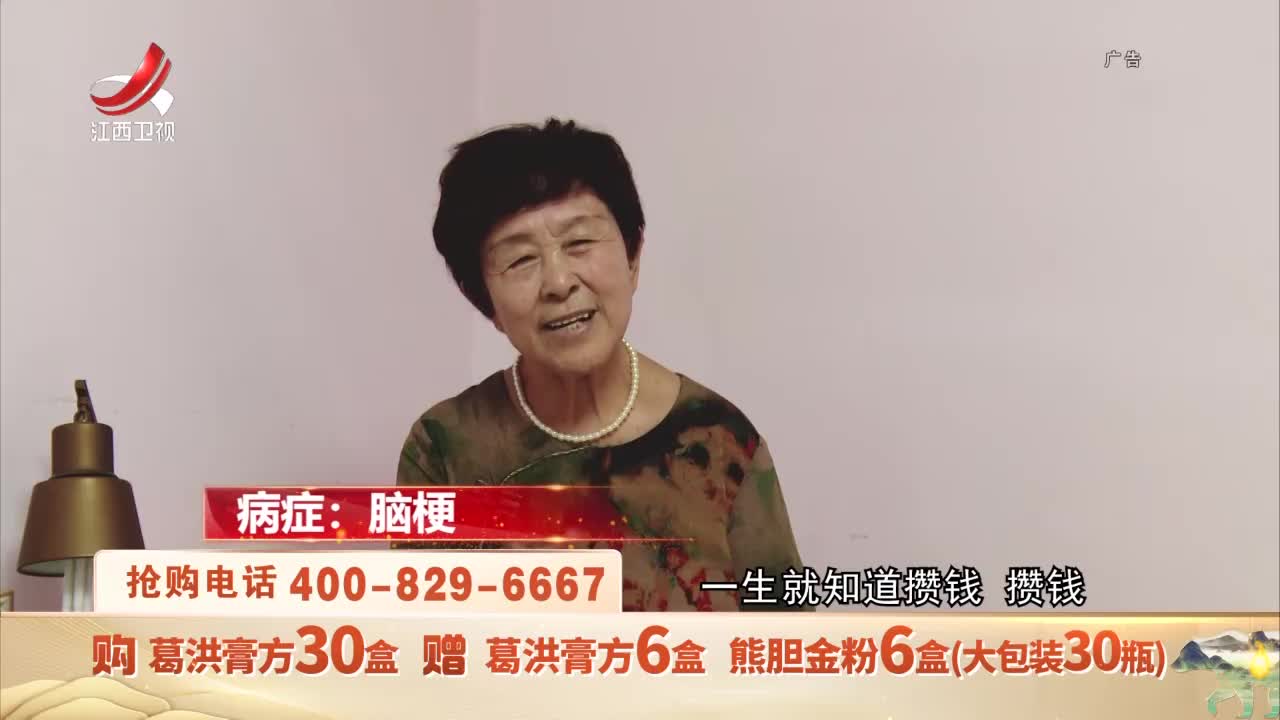 江西卫视
广告
病症：脑梗
抢购电话 400-829-6667
一生就知道攒钱 攒钱
购 葛洪膏方30盒 赠 葛洪膏方6盒 熊胆金粉6盒(大包装30瓶)